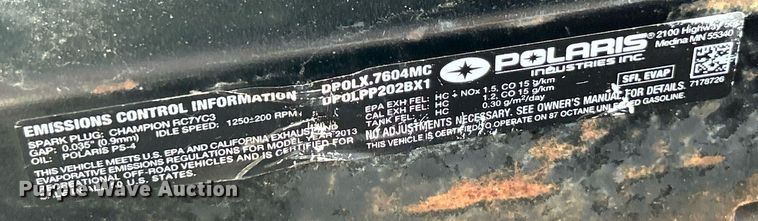 POLARIS®
INDUSTRIES INC.
2100 Highway 55
Medina MN 55340
EMISSIONS CONTROL INFORMATION
DPOLX.7604MC
DPOLPP202BX1
SFI, EVAP
7178726
SPARK PLUG: CHAMPION RC7YC3
GAP: 0.035" (0.9mm) IDLE SPEED: 1250±200 RPM
OIL: POLARIS PS-4
EPA EXH FEL: HC + NOx 1.5, CO 15 g/km
CA EXH FEL: HC 1.2, CO 15 g/km
TANK FEL: 0.30 g/m²/day
NO ADJUSTMENTS NECESSARY. SEE OWNER'S MANUAL FOR DETAILS.
THIS VEHICLE IS CERTIFIED TO OPERATE ON 87 OCTANE UNLEADED GASOLINE.
THIS VEHICLE MEETS U.S. EPA AND CALIFORNIA EXHAUST
EVAPORATIVE EMISSIONS REGULATIONS FOR MODEL 2013
OFF-ROAD VEHICLES AND IS CERTIFIED FOR
U.S. STATES.
Purple Wave Auction